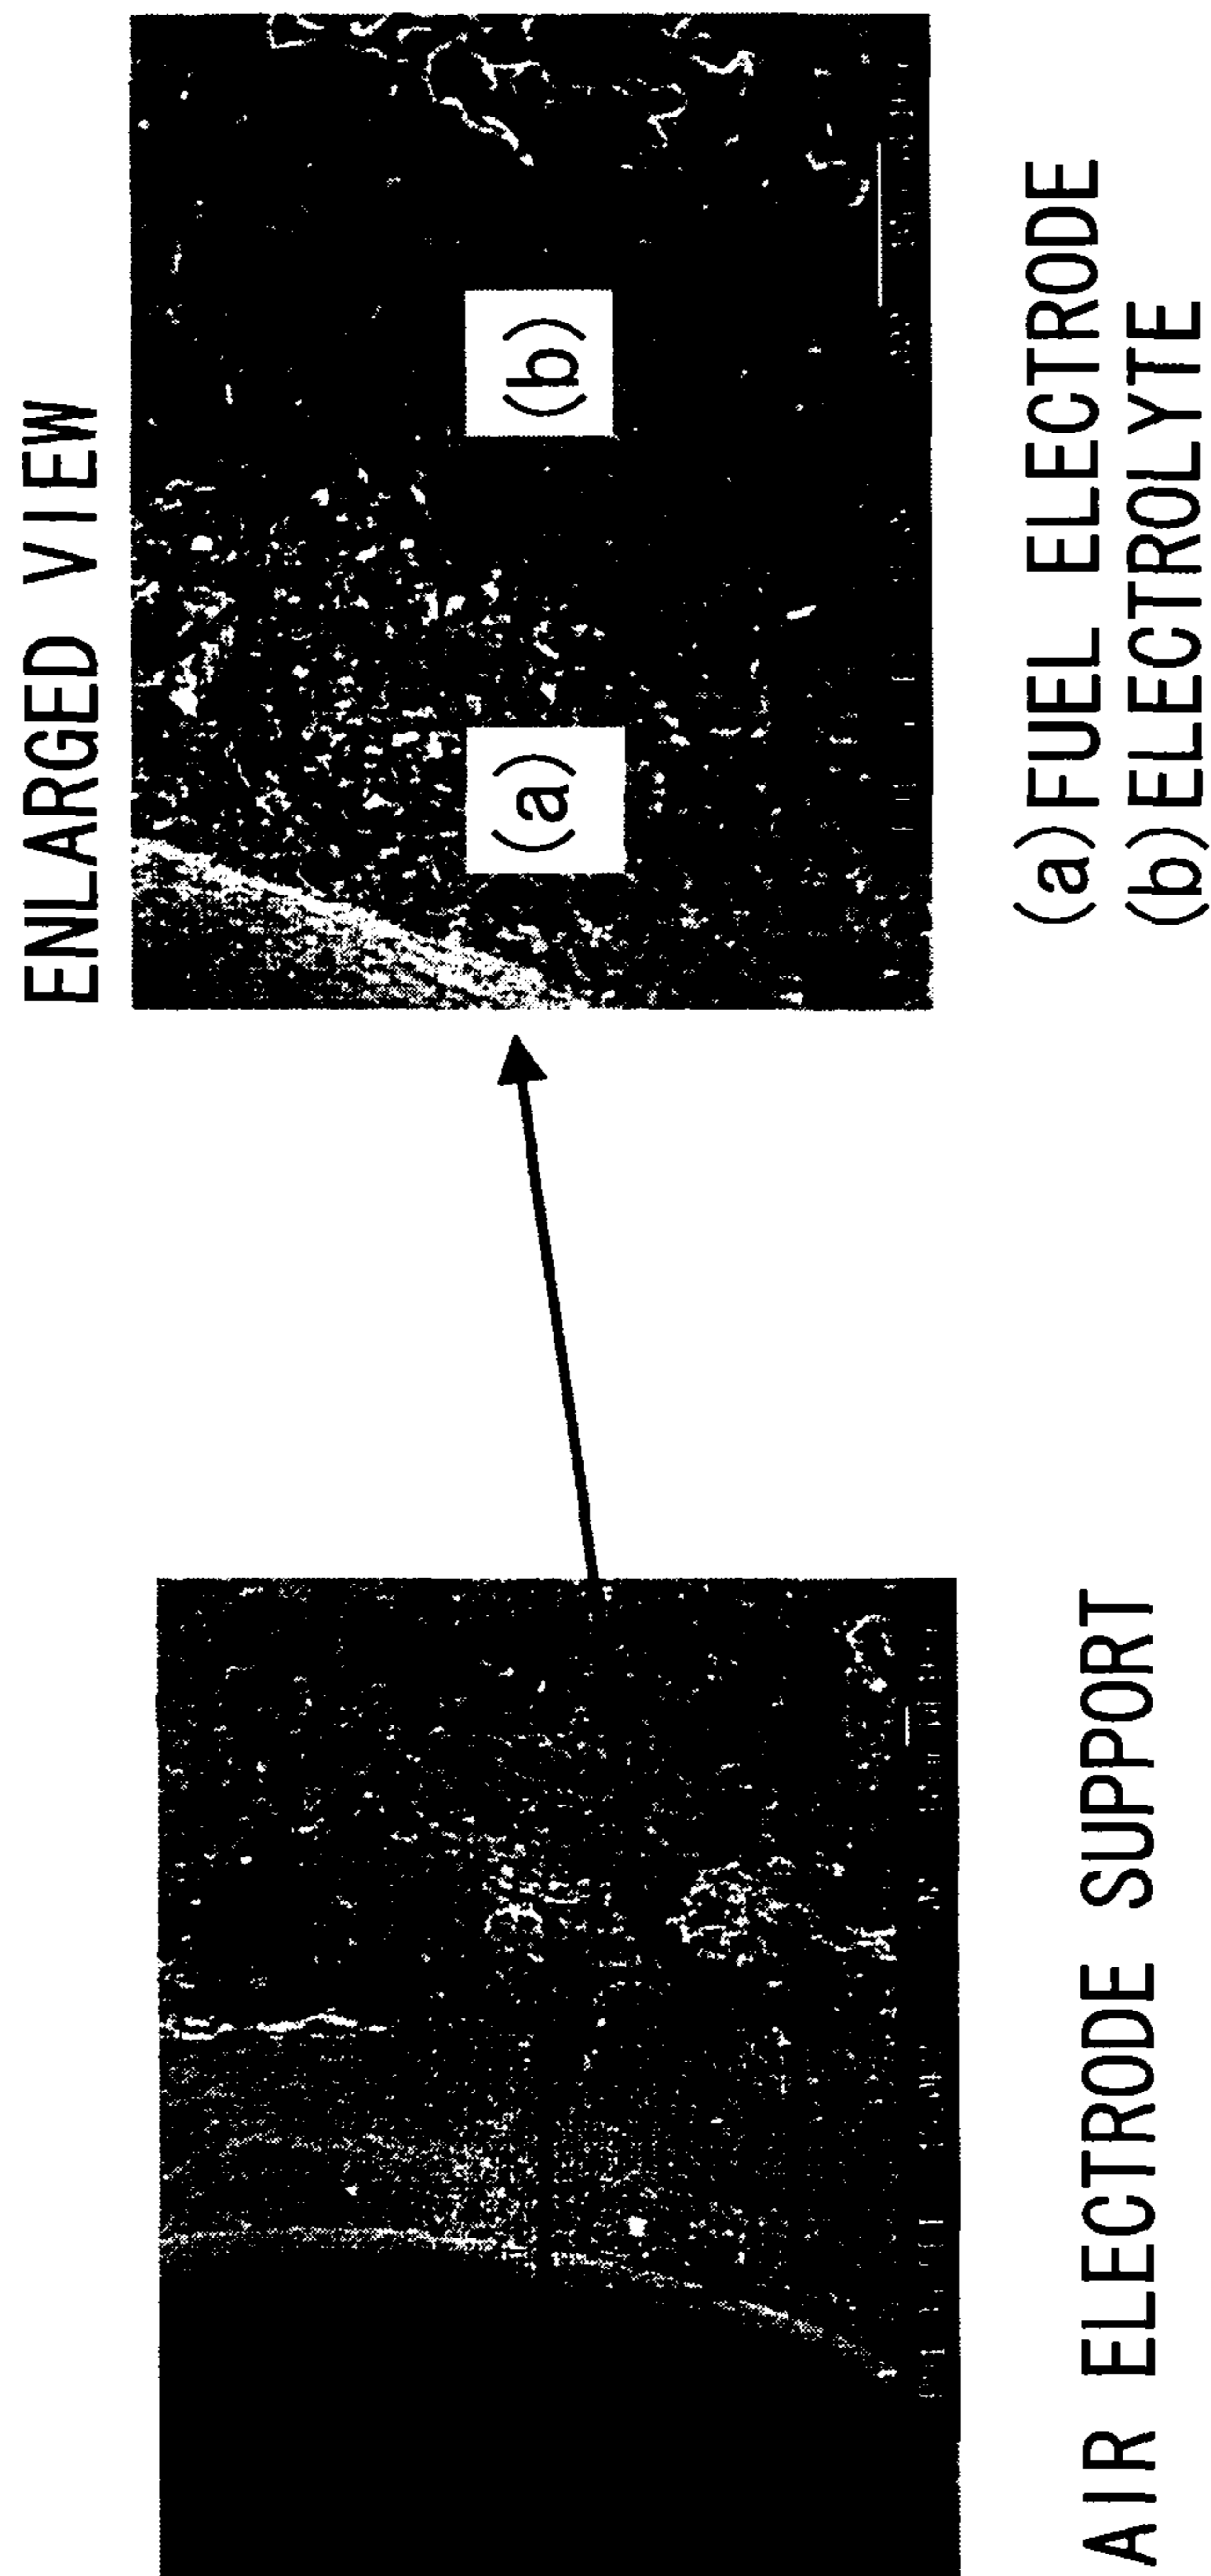 ENLARGED VIEW
(a)
(b)
(a) FUEL ELECTRODE
(b) ELECTROLYTE
AIR ELECTRODE SUPPORT